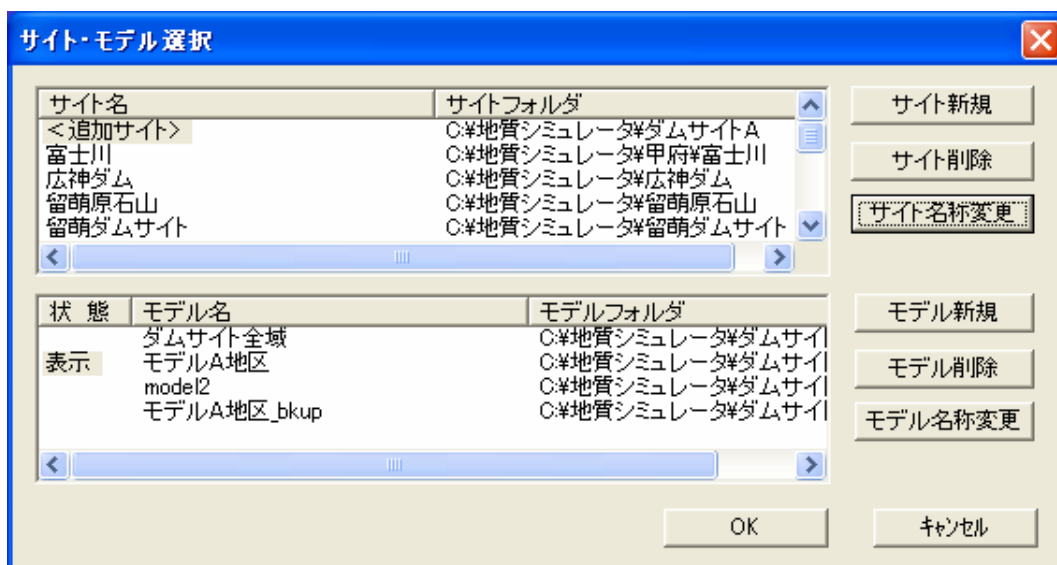 サイト・モデル選択
サイト名 サイトフォルダ
<追加サイト> C:¥地質シミュレータ¥ダムサイトA
富士川 C:¥地質シミュレータ¥甲府¥富士川
広神ダム C:¥地質シミュレータ¥広神ダム
留萌原石山 C:¥地質シミュレータ¥留萌原石山
留萌ダムサイト C:¥地質シミュレータ¥留萌ダムサイト
サイト新規
サイト削除
サイト名称変更
状 態 モデル名 モデルフォルダ
ダムサイト全域 C:¥地質シミュレータ¥ダムサイ
表示 モデルA地区 C:¥地質シミュレータ¥ダムサイ
model2 C:¥地質シミュレータ¥ダムサイ
モデルA地区_bkup C:¥地質シミュレータ¥ダムサイ
モデル新規
モデル削除
モデル名称変更
OK キャンセル